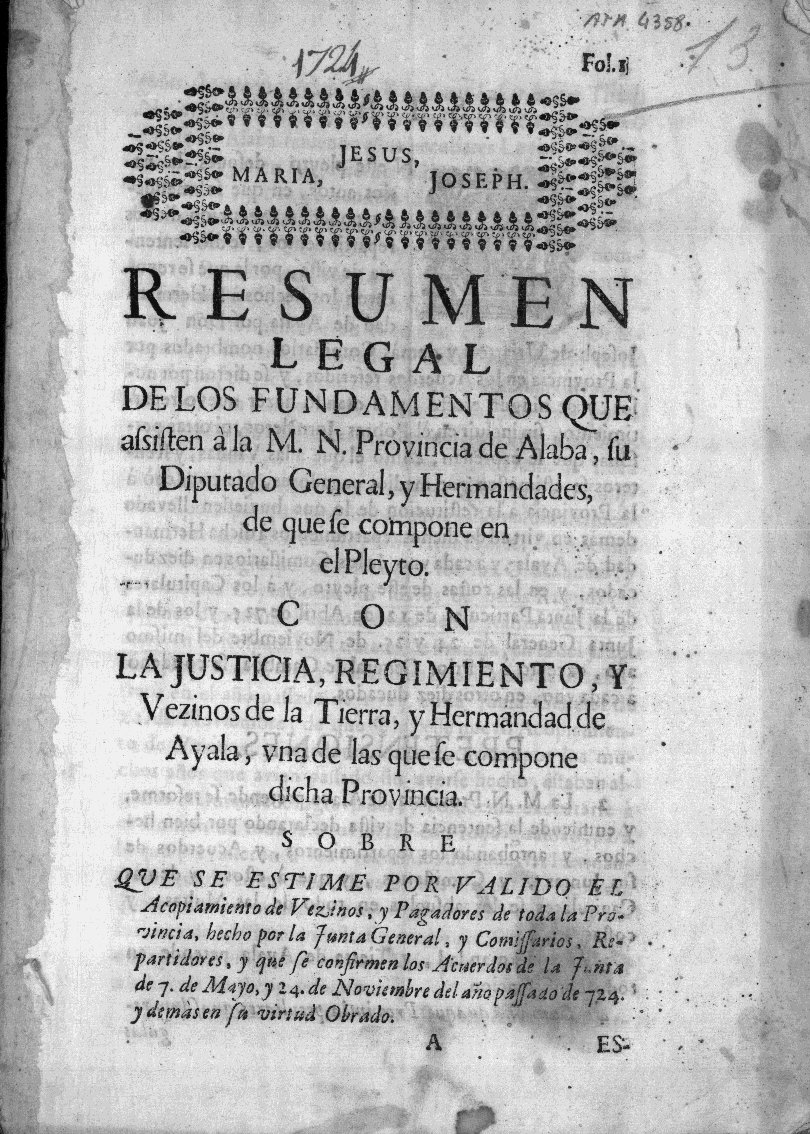 ATA 4358.
1724
13
Fol. 1
JESUS,
MARIA, JOSEPH.
RESUMEN
LEGAL
DE LOS FUNDAMENTOS QUE
assisten à la M. N. Provincia de Alaba, su
Diputado General, y Hermandades,
de que se compone en
el Pleyto.
CON
LA JUSTICIA, REGIMIENTO, Y
Vezinos de la Tierra, y Hermandad de
Ayala, vna de las que se compone
dicha Provincia.
SOBRE
QUE SE ESTIME POR VALIDO EL
Acopiamiento de Vezinos, y Pagadores de toda la Pro-
vincia, hecho por la Junta General, y Comissarios, Re-
partidores, y que se confirmen los Acuerdos de la Junta
de 7. de Mayo, y 24. de Noviembre del año passado de 724.
y demàs en su virtud Obrado.
A ES-